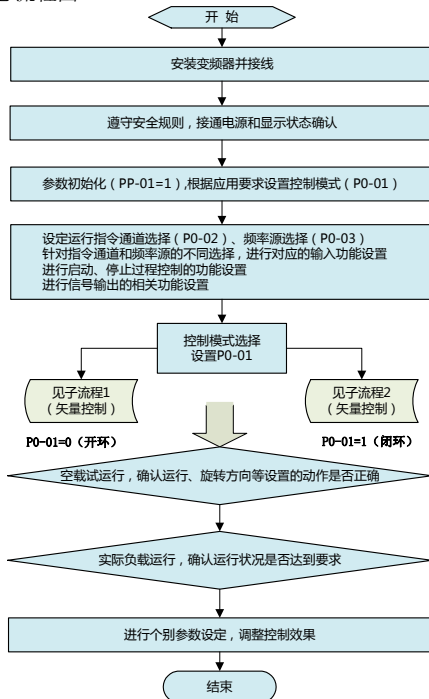 开 始
安装变频器并接线
遵守安全规则，接通电源和显示状态确认
参数初始化（PP-01=1）,根据应用要求设置控制模式（P0-01）
设定运行指令通道选择（P0-02）、频率源选择（P0-03）
针对指令通道和频率源的不同选择，进行对应的输入功能设置
进行启动、停止过程控制的功能设置
进行信号输出的相关功能设置
控制模式选择
设置P0-01
见子流程1
（矢量控制）
见子流程2
（矢量控制）
P0-01=0（开环）
P0-01=1（闭环）
空载试运行，确认运行、旋转方向等设置的动作是否正确
实际负载运行，确认运行状况是否达到要求
进行个别参数设定，调整控制效果
结束